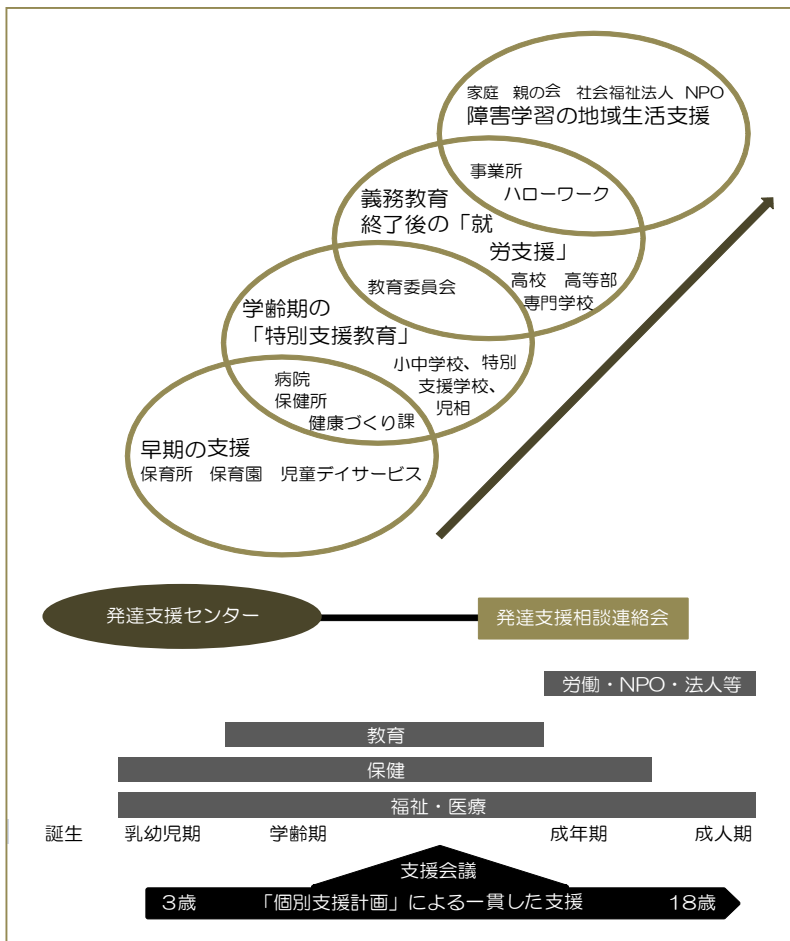 家庭　親の会　社会福祉法人　NPO
障害学習の地域生活支援
事業所
ハローワーク
義務教育
終了後の「就
労支援」
高校　高等部
専門学校
教育委員会
学齢期の
「特別支援教育」
小中学校、特別
支援学校、
児相
病院
保健所
健康づくり課
早期の支援
保育所　保育園　児童デイサービス
発達支援センター
発達支援相談連絡会
労働・NPO・法人等
教育
保健
福祉・医療
誕生　乳幼児期　学齢期　成年期　成人期
支援会議
3歳　「個別支援計画」による一貫した支援　18歳